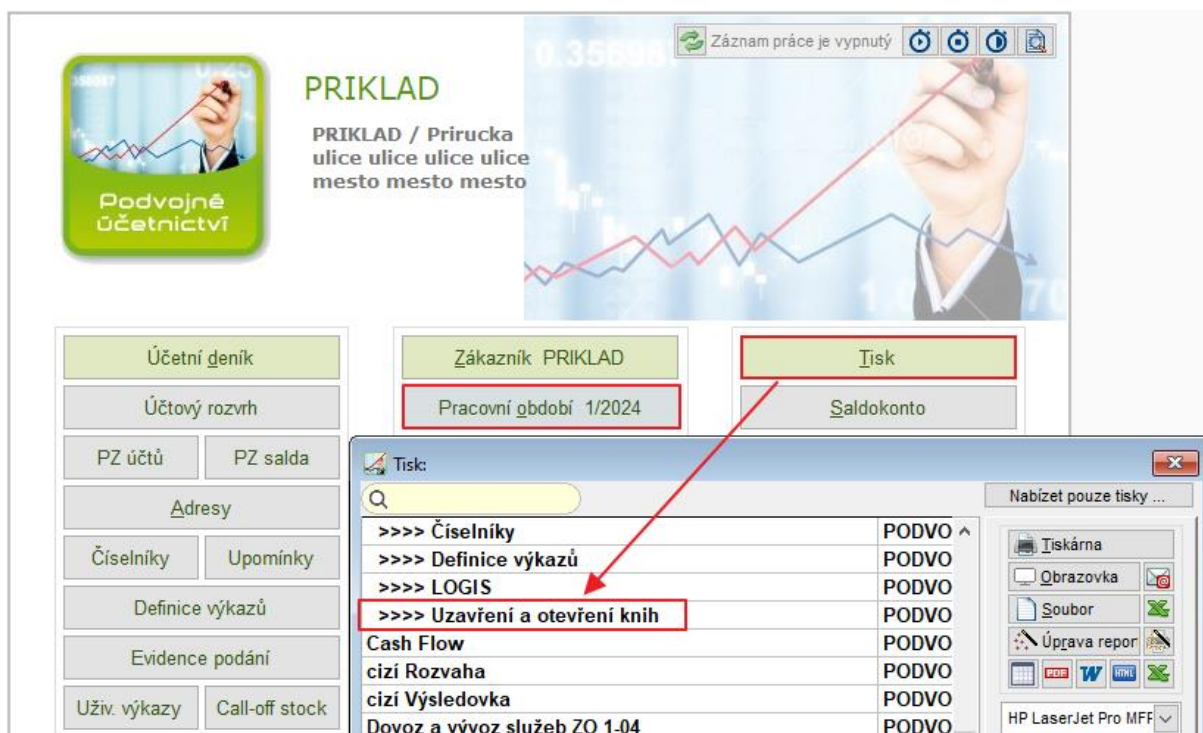 Záznam práce je vypnutý
PRIKLAD
PRIKLAD / Prirucka
ulice ulice ulice ulice
mesto mesto mesto
Podvojné
účetnictví
Účetní deník
Zákazník PRIKLAD
Tisk
Účtový rozvrh
Pracovní období 1/2024
Saldokonto
PZ účtů
PZ salda
Adresy
Číselníky
Upomínky
Definice výkazů
Evidence podání
Uživ. výkazy
Call-off stock
Tisk:
Nabízet pouze tisky ...
>>>> Číselníky PODVO
>>>> Definice výkazů PODVO
>>>> LOGIS PODVO
>>>> Uzavření a otevření knih PODVO
Cash Flow PODVO
cizí Rozvaha PODVO
cizí Výsledovka PODVO
Dovoz a vývoz služeb ZO 1-04 PODVO
Tiskárna
Obrazovka
Soubor
Úprava repor
PDF W HTML
HP LaserJet Pro MFF